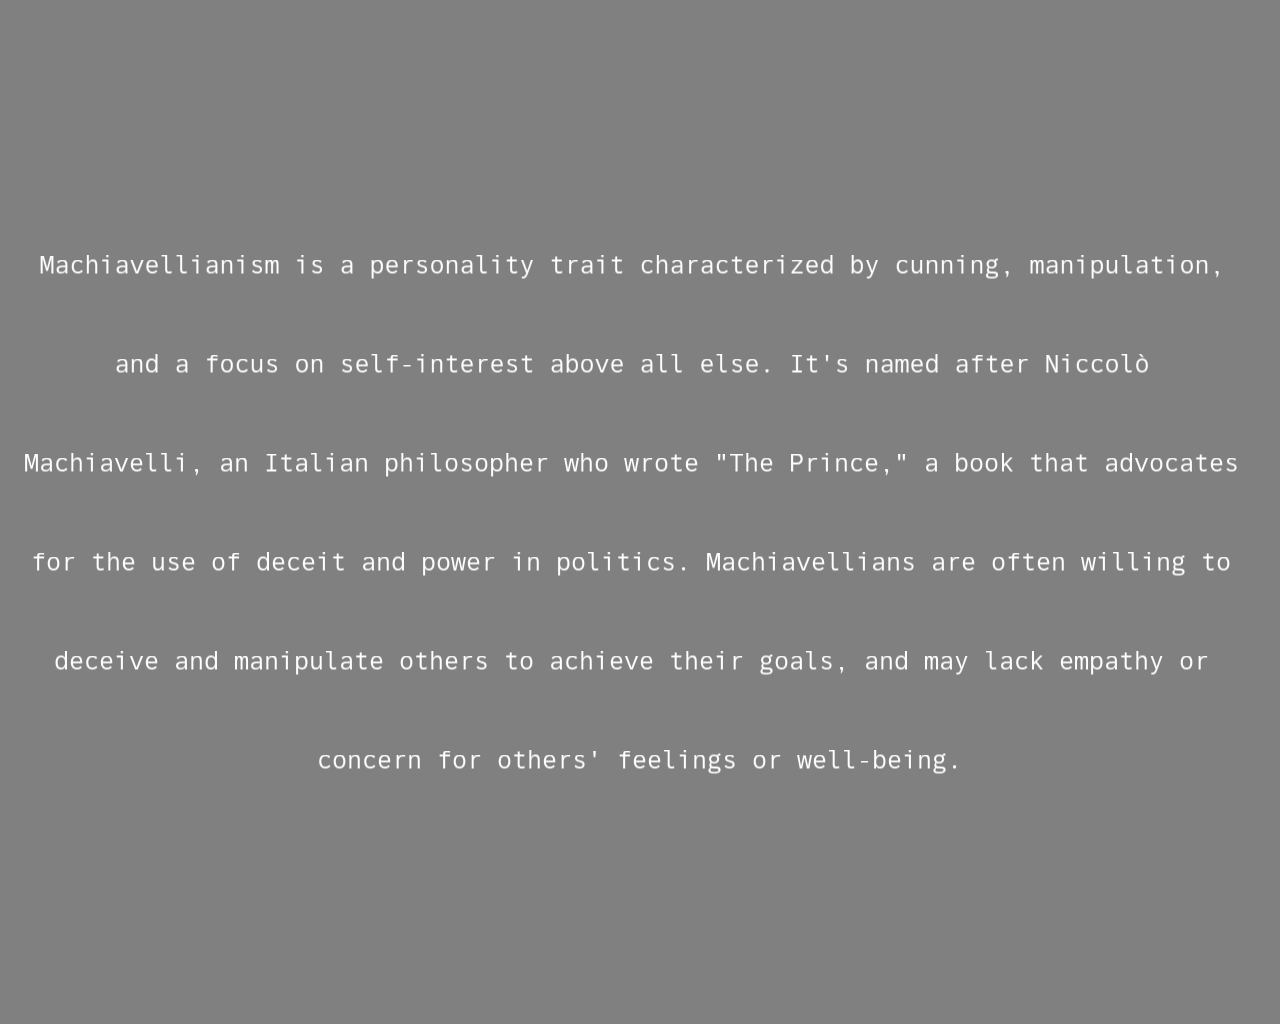 Machiavellianism is a personality trait characterized by cunning, manipulation,
and a focus on self-interest above all else. It's named after Niccolò
Machiavelli, an Italian philosopher who wrote "The Prince," a book that advocates
for the use of deceit and power in politics. Machiavellians are often willing to
deceive and manipulate others to achieve their goals, and may lack empathy or
concern for others' feelings or well-being.